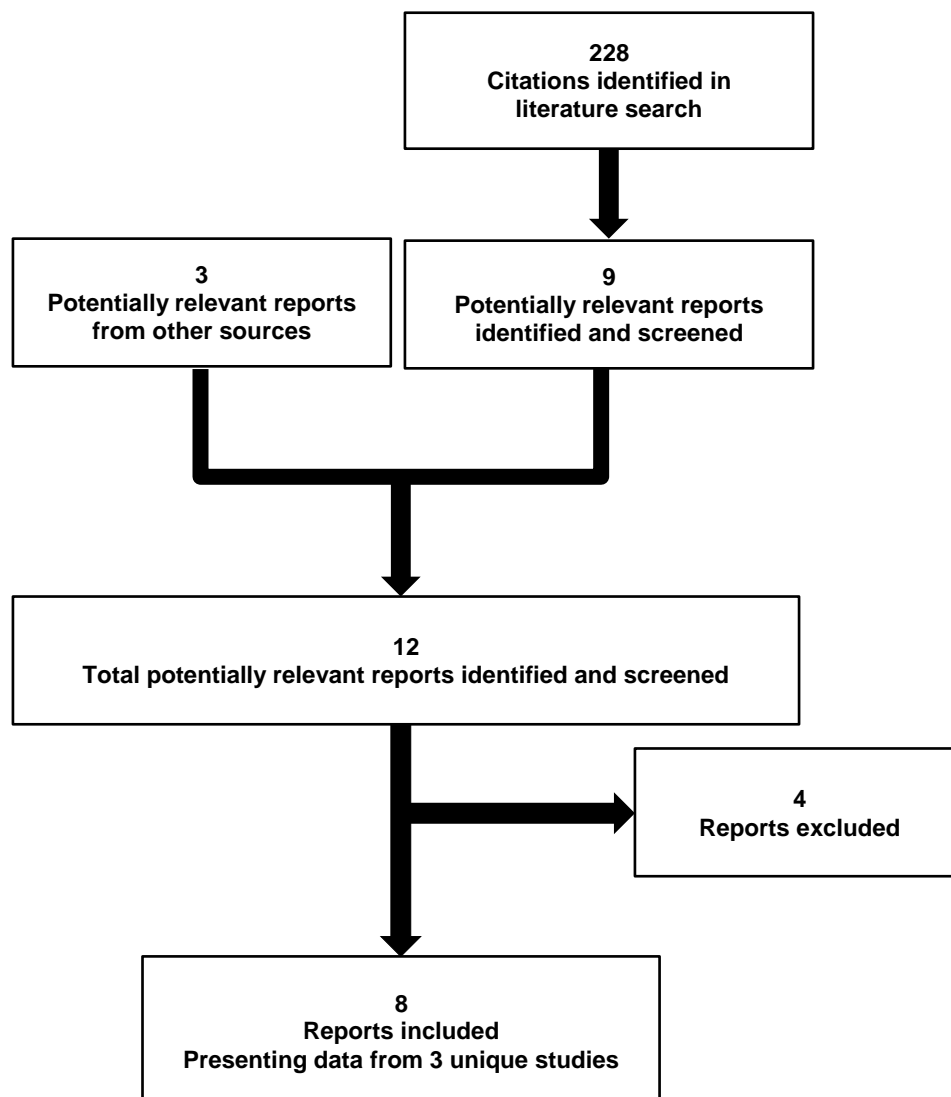 228
Citations identified in
literature search
3
Potentially relevant reports
from other sources
9
Potentially relevant reports
identified and screened
12
Total potentially relevant reports identified and screened
4
Reports excluded
8
Reports included
Presenting data from 3 unique studies